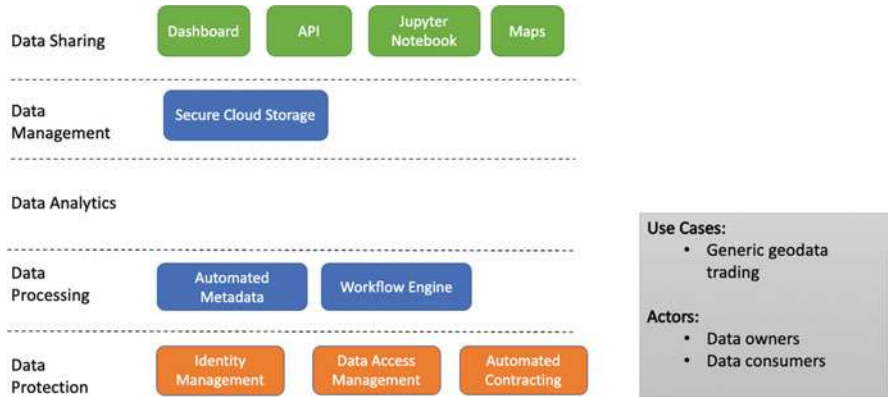 Data Sharing
Dashboard
API
Jupyter
Notebook
Maps
Data
Management
Secure Cloud Storage
Data Analytics
Data
Processing
Automated
Metadata
Workflow Engine
Data
Protection
Identity
Management
Data Access
Management
Automated
Contracting
Use Cases:
• Generic geodata
trading
Actors:
• Data owners
• Data consumers